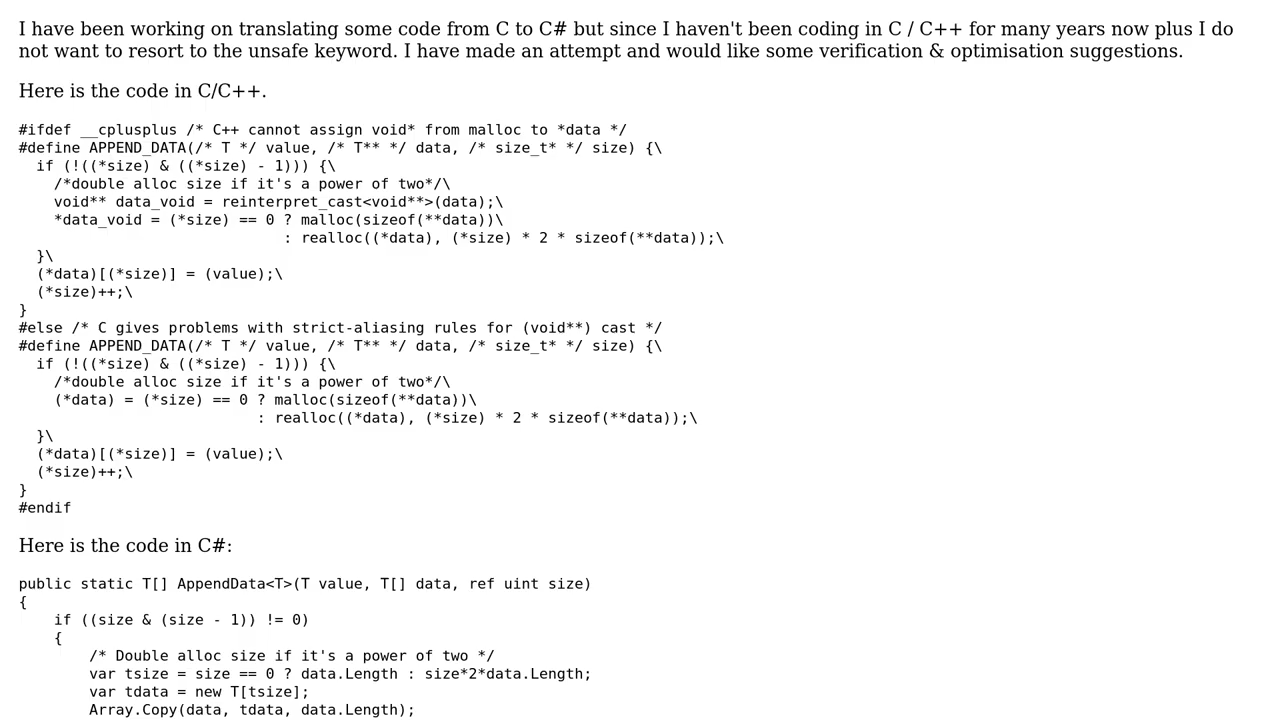 I have been working on translating some code from C to C# but since I haven't been coding in C / C++ for many years now plus I do
not want to resort to the unsafe keyword. I have made an attempt and would like some verification & optimisation suggestions.
Here is the code in C/C++.
#ifdef __cplusplus /* C++ cannot assign void* from malloc to *data */
#define APPEND_DATA(/* T */ value, /* T** */ data, /* size_t* */ size) {\
  if (!((*size) & ((*size) - 1))) {\
    /*double alloc size if it's a power of two*/\
    void** data_void = reinterpret_cast<void**>(data);\
    *data_void = (*size) == 0 ? malloc(sizeof(**data))\
                              : realloc((*data), (*size) * 2 * sizeof(**data));\
  }\
  (*data)[(*size)] = (value);\
  (*size)++;\
}
#else /* C gives problems with strict-aliasing rules for (void**) cast */
#define APPEND_DATA(/* T */ value, /* T** */ data, /* size_t* */ size) {\
  if (!((*size) & ((*size) - 1))) {\
    /*double alloc size if it's a power of two*/\
    (*data) = (*size) == 0 ? malloc(sizeof(**data))\
                           : realloc((*data), (*size) * 2 * sizeof(**data));\
  }\
  (*data)[(*size)] = (value);\
  (*size)++;\
}
#endif
Here is the code in C#:
public static T[] AppendData<T>(T value, T[] data, ref uint size)
{
    if ((size & (size - 1)) != 0)
    {
        /* Double alloc size if it's a power of two */
        var tsize = size == 0 ? data.Length : size*2*data.Length;
        var tdata = new T[tsize];
        Array.Copy(data, tdata, data.Length);